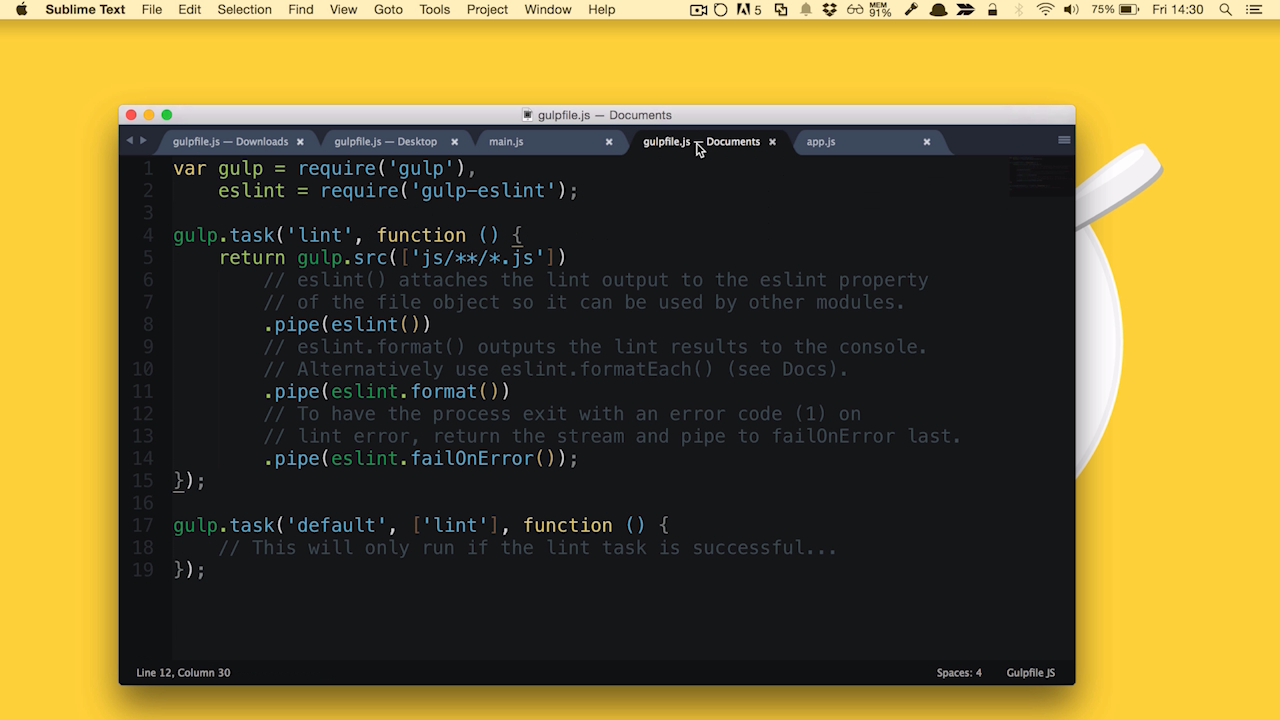 Sublime Text File Edit Selection Find View Goto Tools Project Window Help 5 MEM 91% 75% Fri 14:30
gulpfile.js — Documents
gulpfile.js — Downloads gulpfile.js — Desktop main.js gulpfile.js — Documents app.js
1 var gulp = require('gulp'),
2 eslint = require('gulp-eslint');
3
4 gulp.task('lint', function () {
5 return gulp.src(['js/**/*.js'])
6 // eslint() attaches the lint output to the eslint property
7 // of the file object so it can be used by other modules.
8 .pipe(eslint())
9 // eslint.format() outputs the lint results to the console.
10 // Alternatively use eslint.formatEach() (see Docs).
11 .pipe(eslint.format())
12 // To have the process exit with an error code (1) on
13 // lint error, return the stream and pipe to failOnError last.
14 .pipe(eslint.failOnError());
15 });
16
17 gulp.task('default', ['lint'], function () {
18 // This will only run if the lint task is successful...
19 });
Line 12, Column 30 Spaces: 4 Gulpfile JS